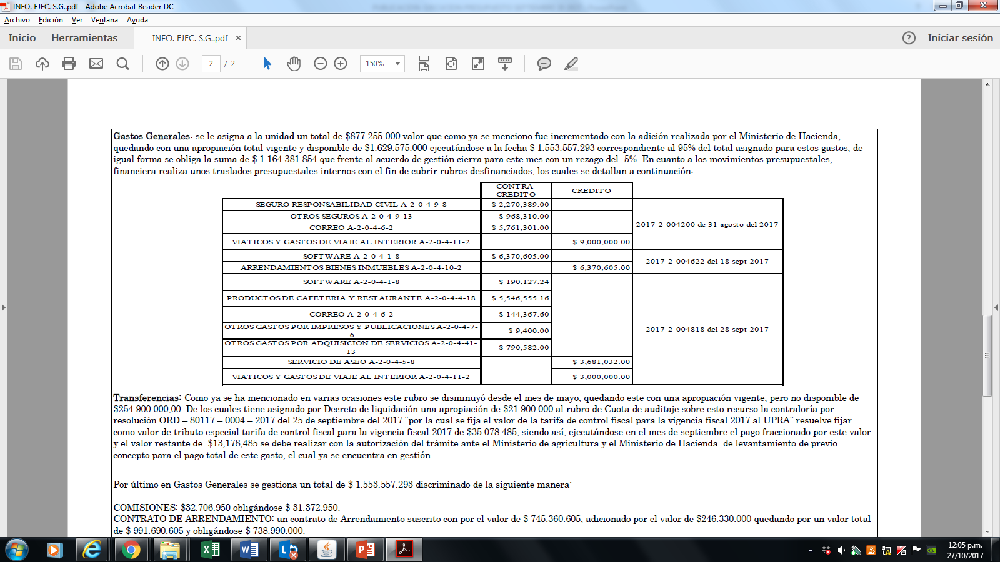 INFO. EJEC. S.G..pdf - Adobe Acrobat Reader DC
Archivo Edición Ver Ventana Ayuda
Inicio Herramientas INFO. EJEC. S.G..pdf × ? Iniciar sesión
2 / 2 150%
Gastos Generales: se le asigna a la unidad un total de $877.255.000 valor que como ya se menciono fue incrementado con la adición realizada por el Ministerio de Hacienda,
quedando con una apropiación total vigente y disponible de $1.629.575.000 ejecutándose a la fecha $ 1.553.557.293 correspondiente al 95% del total asignado para estos gastos, de
igual forma se obliga la suma de $ 1.164.381.854 que frente al acuerdo de gestión cierra para este mes con un rezago del -5%. En cuanto a los movimientos presupuestales,
financiera realiza unos traslados presupuestales internos con el fin de cubrir rubros desfinanciados, los cuales se detallan a continuación:
CONTRA
CREDITO
CREDITO
SEGURO RESPONSABILIDAD CIVIL A-2-0-4-9-8 $ 2,270,389.00
OTROS SEGUROS A-2-0-4-9-13 $ 968,310.00
2017-2-004200 de 31 agosto del 2017
CORREO A-2-0-4-6-2 $ 5,761,301.00
VIATICOS Y GASTOS DE VIAJE AL INTERIOR A-2-0-4-11-2 $ 9,000,000.00
SOFTWARE A-2-0-4-1-8 $ 6,370,605.00
2017-2-004622 del 18 sept 2017
ARRENDAMIENTOS BIENES INMUEBLES A-2-0-4-10-2 $ 6,370,605.00
SOFTWARE A-2-0-4-1-8 $ 190,127.24
PRODUCTOS DE CAFETERIA Y RESTAURANTE A-2-0-4-4-18 $ 5,546,555.16
CORREO A-2-0-4-6-2 $ 144,367.60
OTROS GASTOS POR IMPRESOS Y PUBLICACIONES A-2-0-4-7-
6
$ 9,400.00
2017-2-004818 del 28 sept 2017
OTROS GASTOS POR ADQUISICION DE SERVICIOS A-2-0-4-41-
13
$ 790,582.00
SERVICIO DE ASEO A-2-0-4-5-8 $ 3,681,032.00
VIATICOS Y GASTOS DE VIAJE AL INTERIOR A-2-0-4-11-2 $ 3,000,000.00
Transferencias: Como ya se ha mencionado en varias ocasiones este rubro se disminuyó desde el mes de mayo, quedando este con una apropiación vigente, pero no disponible de
$254.900.000,00. De los cuales tiene asignado por Decreto de liquidación una apropiación de $21.900.000 al rubro de Cuota de auditaje sobre esto recurso la contraloría por
resolución ORD – 80117 – 0004 – 2017 del 25 de septiembre del 2017 “por la cual se fija el valor de la tarifa de control fiscal para la vigencia fiscal 2017 al UPRA” resuelve fijar
como valor de tributo especial tarifa de control fiscal para la vigencia fiscal 2017 de $35.078.485, siendo así, ejecutándose en el mes de septiembre el pago fraccionado por este valor
y el valor restante de $13,178,485 se debe realizar con la autorización del trámite ante el Ministerio de agricultura y el Ministerio de Hacienda de levantamiento de previo
concepto para el pago total de este gasto, el cual ya se encuentra en gestión.
Por último en Gastos Generales se gestiona un total de $ 1.553.557.293 discriminado de la siguiente manera:
COMISIONES: $32.706.950 obligándose $ 31.372.950.
CONTRATO DE ARRENDAMIENTO: un contrato de Arrendamiento suscrito con por el valor de $ 745.360.605, adicionado por el valor de $246.330.000 quedando por un valor total
de $ 991.690.605 y obligándose $ 738.990.000.
12:05 p.m.
27/10/2017